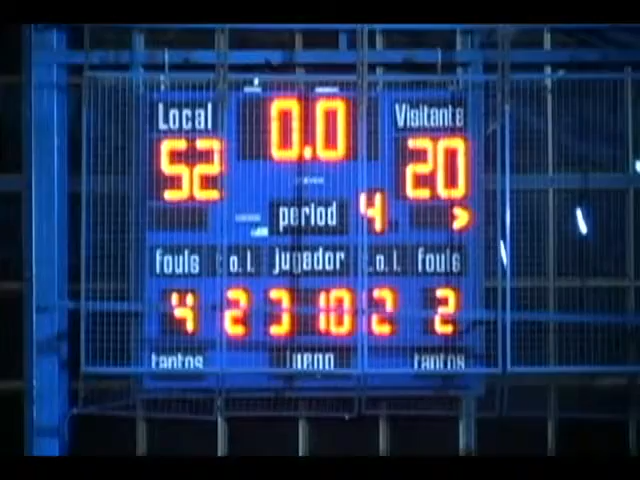 Local 0.0 Visitante
52 20
period 4 >
fouls t.o.l. jugador t.o.l. fouls
4 2 3 10 2 2
tantos juego tantos